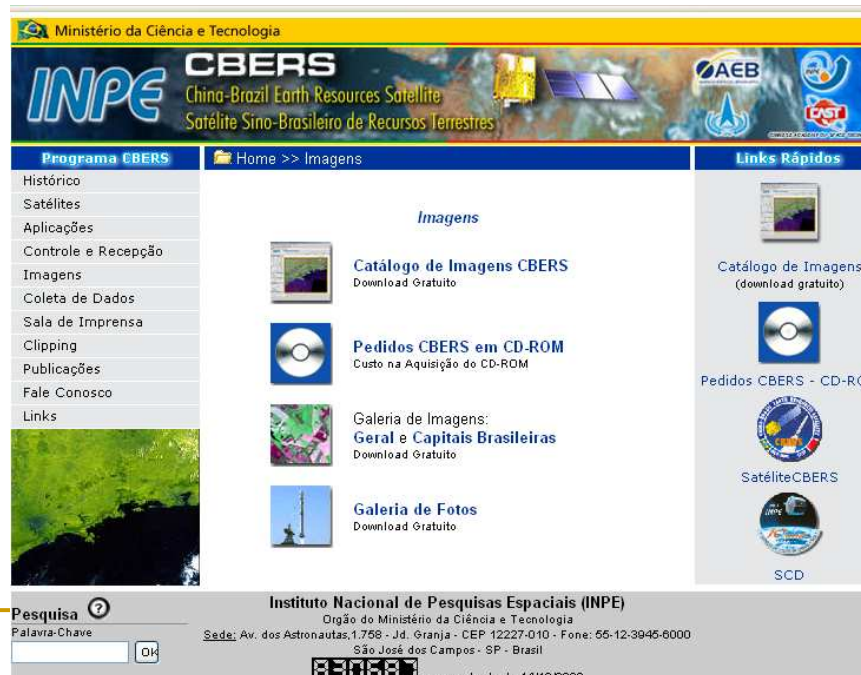 Ministério da Ciência e Tecnologia
INPE
CBERS
China-Brazil Earth Resources Satellite
Satélite Sino-Brasileiro de Recursos Terrestres
AEB
CAST
Programa CBERS
Histórico
Satélites
Aplicações
Controle e Recepção
Imagens
Coleta de Dados
Sala de Imprensa
Clipping
Publicações
Fale Conosco
Links
Home >> Imagens
Imagens
Catálogo de Imagens CBERS
Download Gratuito
Pedidos CBERS em CD-ROM
Custo na Aquisição do CD-ROM
Galeria de Imagens:
Geral e Capitais Brasileiras
Download Gratuito
Galeria de Fotos
Download Gratuito
Links Rápidos
Catálogo de Imagens
(download gratuito)
Pedidos CBERS - CD-RO
CBERS
SatéliteCBERS
SCD
Pesquisa ?
Palavra-Chave
OK
Instituto Nacional de Pesquisas Espaciais (INPE)
Orgão do Ministério da Ciência e Tecnologia
Sede: Av. dos Astronautas,1.758 - Jd. Granja - CEP 12227-010 - Fone: 55-12-3945-6000
São José dos Campos - SP - Brasil